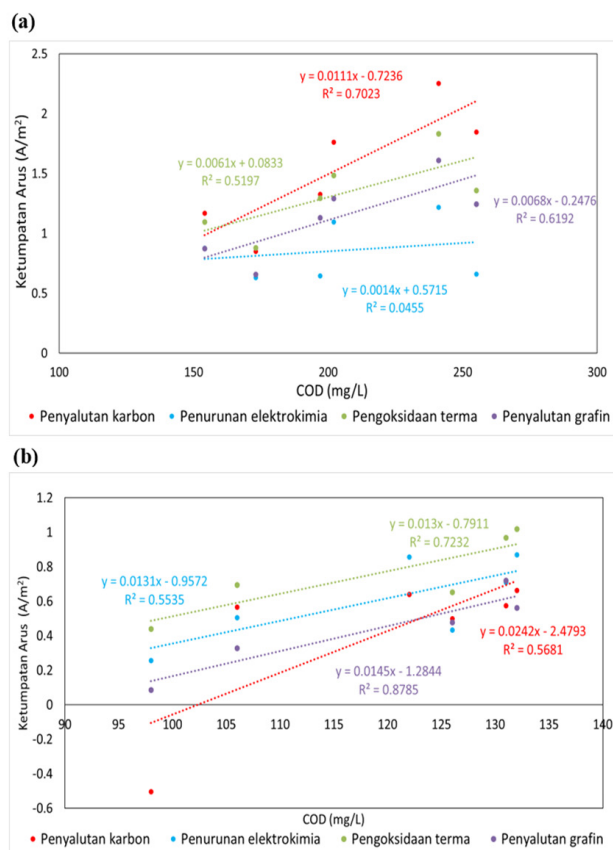 (a)
Ketumpatan Arus (A/m²)
2.5
2
1.5
1
0.5
0
y = 0.0111x - 0.7236
R² = 0.7023
y = 0.0061x + 0.0833
R² = 0.5197
y = 0.0068x - 0.2476
R² = 0.6192
y = 0.0014x + 0.5715
R² = 0.0455
100 150 200 250 300
COD (mg/L)
Penyalutan karbon Penurunan elektrokimia Pengoksidaan terma Penyalutan grafin
(b)
Ketumpatan Arus (A/m²)
1.2
1
0.8
0.6
0.4
0.2
0
-0.2
-0.4
-0.6
y = 0.013x - 0.7911
R² = 0.7232
y = 0.0131x - 0.9572
R² = 0.5535
y = 0.0242x - 2.4793
R² = 0.5681
y = 0.0145x - 1.2844
R² = 0.8785
90 95 100 105 110 115 120 125 130 135 140
COD (mg/L)
Penyalutan karbon Penurunan elektrokimia Pengoksidaan terma Penyalutan grafin